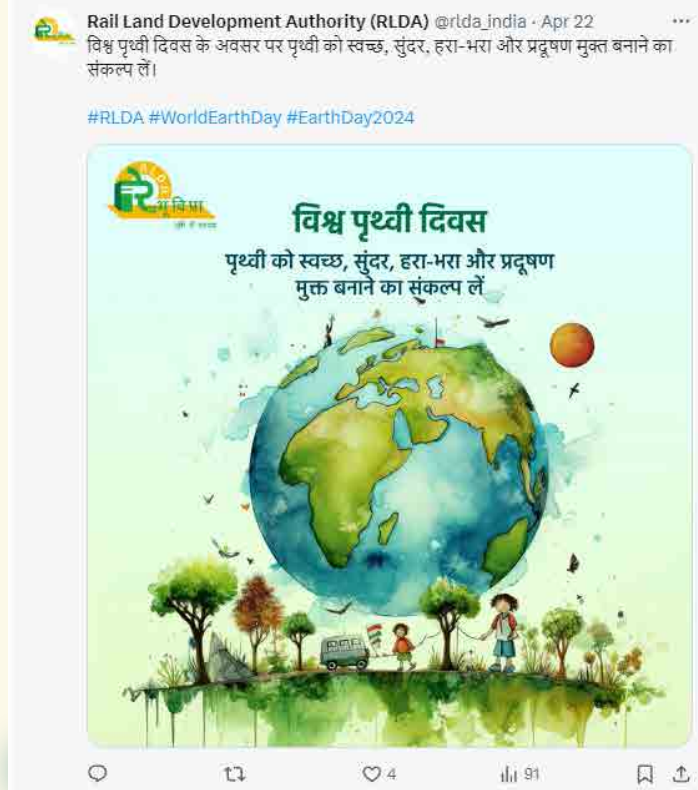 Rail Land Development Authority (RLDA) @rlda_india · Apr 22
विश्व पृथ्वी दिवस के अवसर पर पृथ्वी को स्वच्छ, सुंदर, हरा-भरा और प्रदूषण मुक्त बनाने का
संकल्प लें।
#RLDA #WorldEarthDay #EarthDay2024
RLDA
विश्व पृथ्वी दिवस
पृथ्वी को स्वच्छ, सुंदर, हरा-भरा और प्रदूषण
मुक्त बनाने का संकल्प लें
4
91